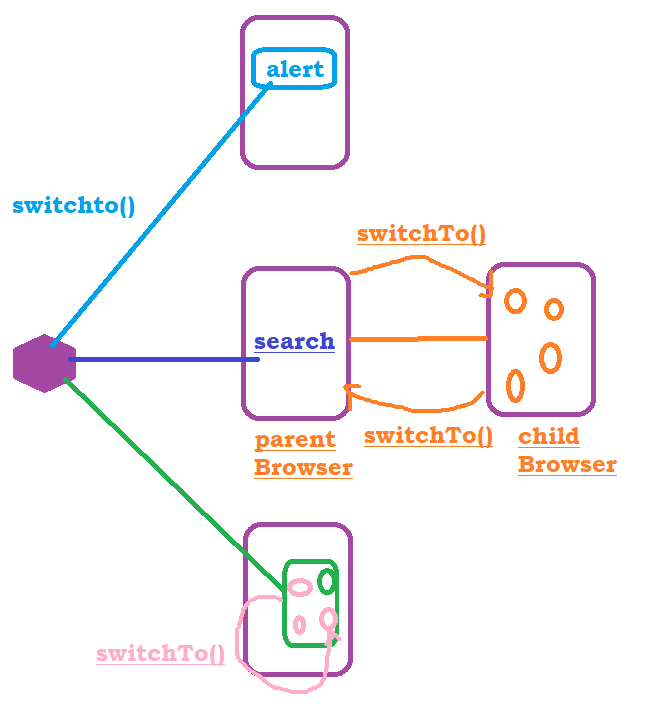 alert
switchto()
switchTo()
search
switchTo()
parent
Browser
child
Browser
switchTo()